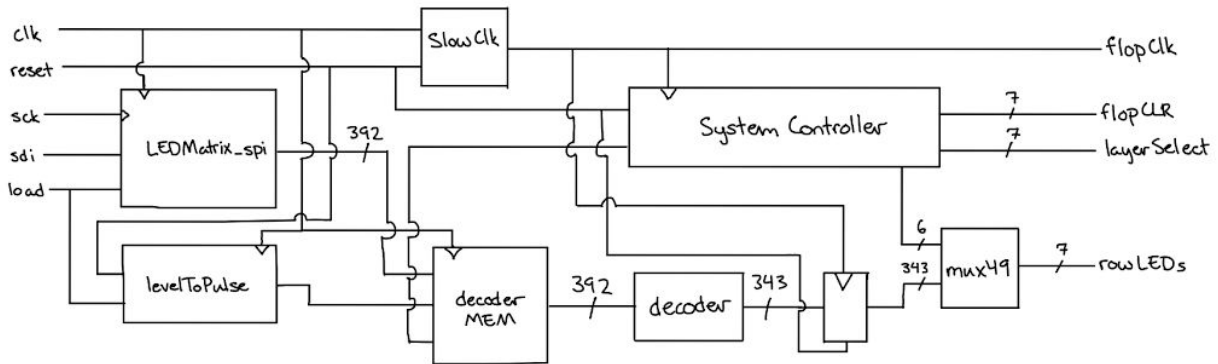 clk
SlowClk
flopClk
reset
sck
sdi
load
LEDMatrix_spi
392
System Controller
7
flopCLR
7
layerSelect
levelToPulse
decoder
MEM
392
decoder
343
6
343
mux49
7
rowLEDs